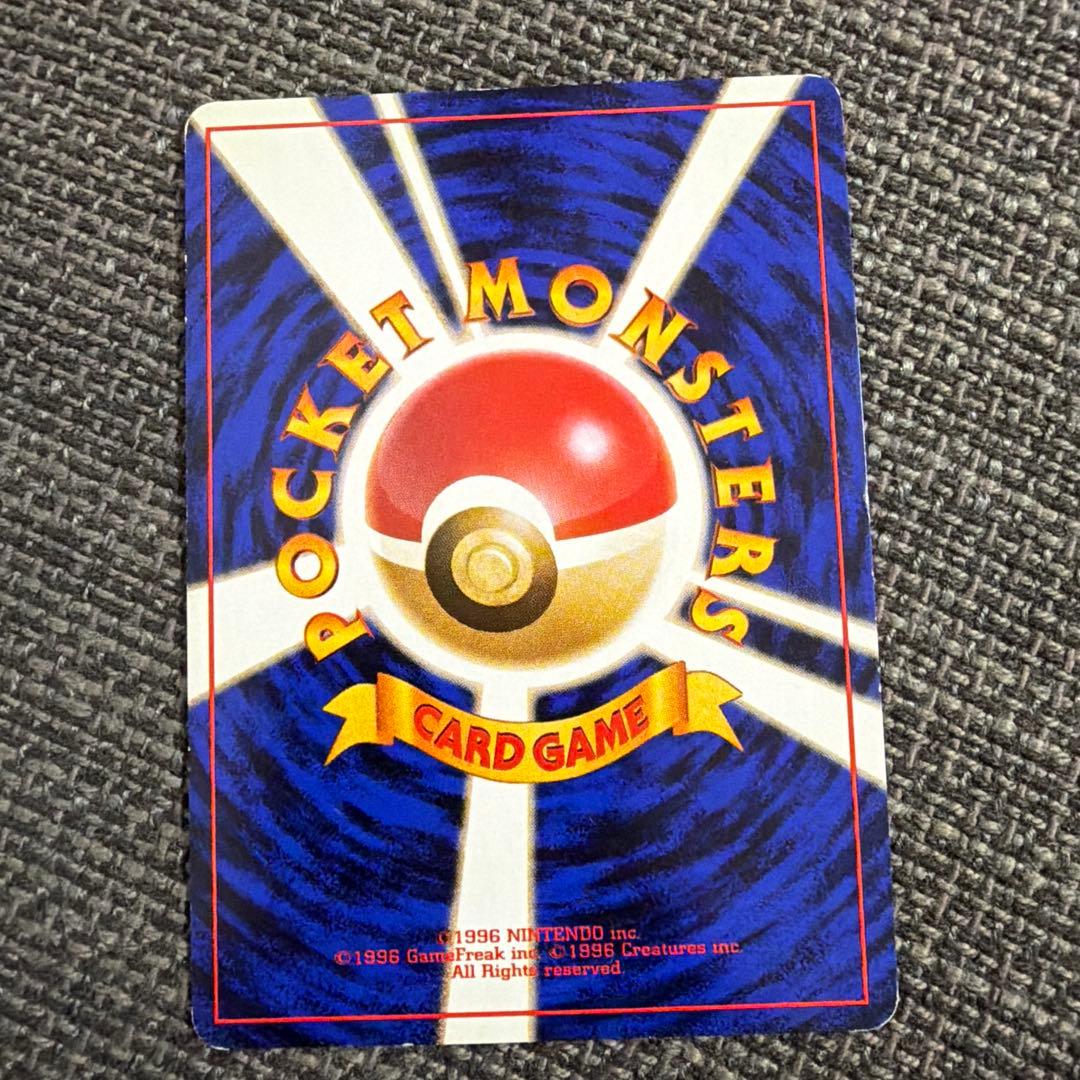 POCKET MONSTERS
CARD GAME
©1996 NINTENDO inc.
©1996 GameFreak inc. ©1996 Creatures inc.
All Rights reserved